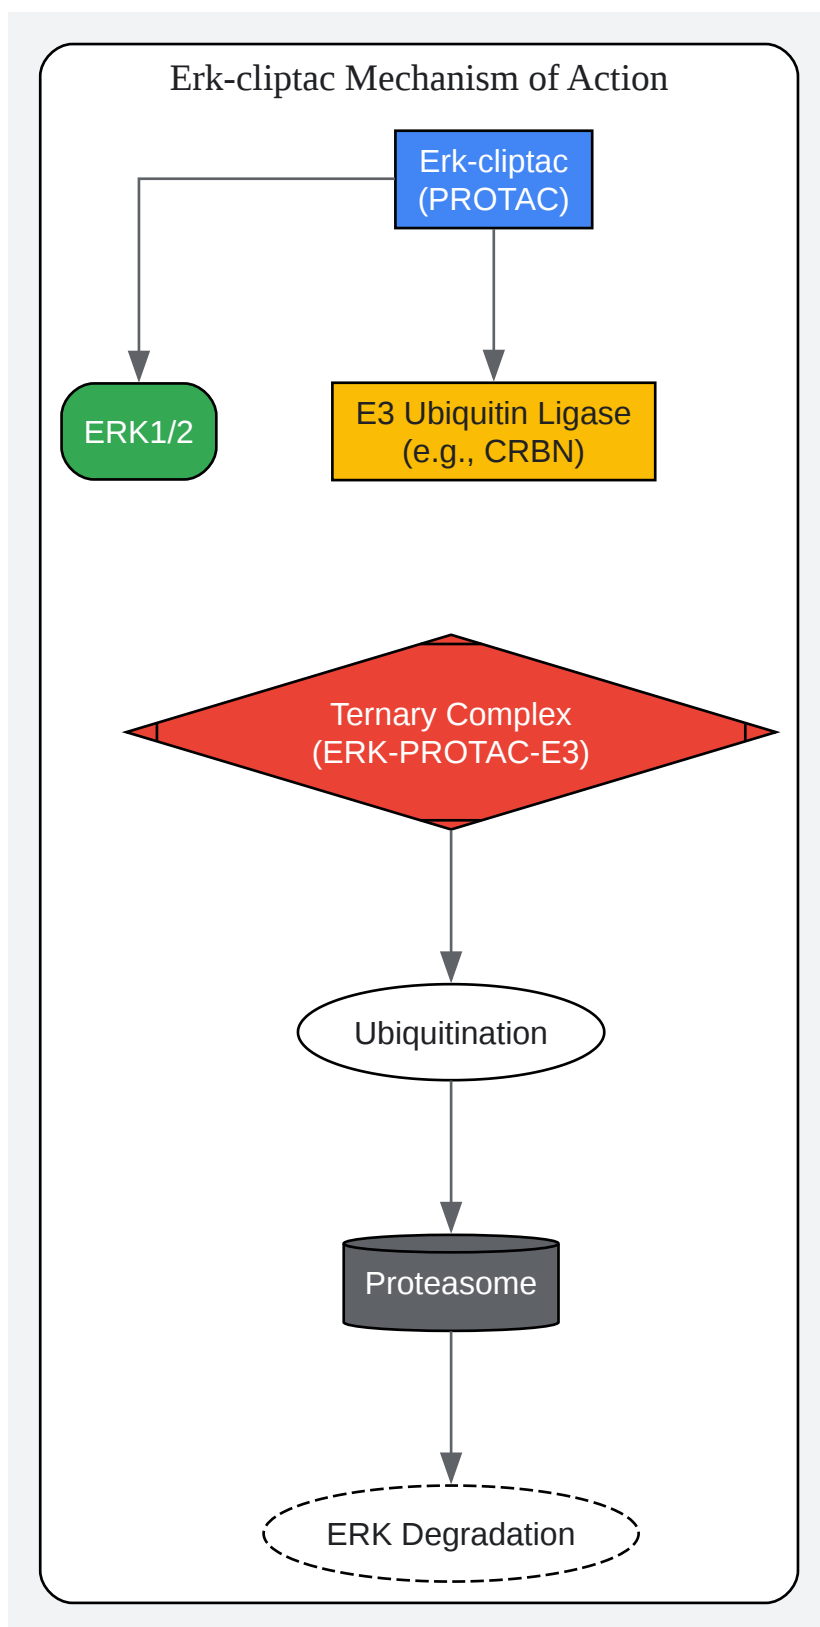 Erk-cliptac Mechanism of Action
Erk-cliptac
(PROTAC)
ERK1/2
E3 Ubiquitin Ligase
(e.g., CRBN)
Ternary Complex
(ERK-PROTAC-E3)
Ubiquitination
Proteasome
ERK Degradation